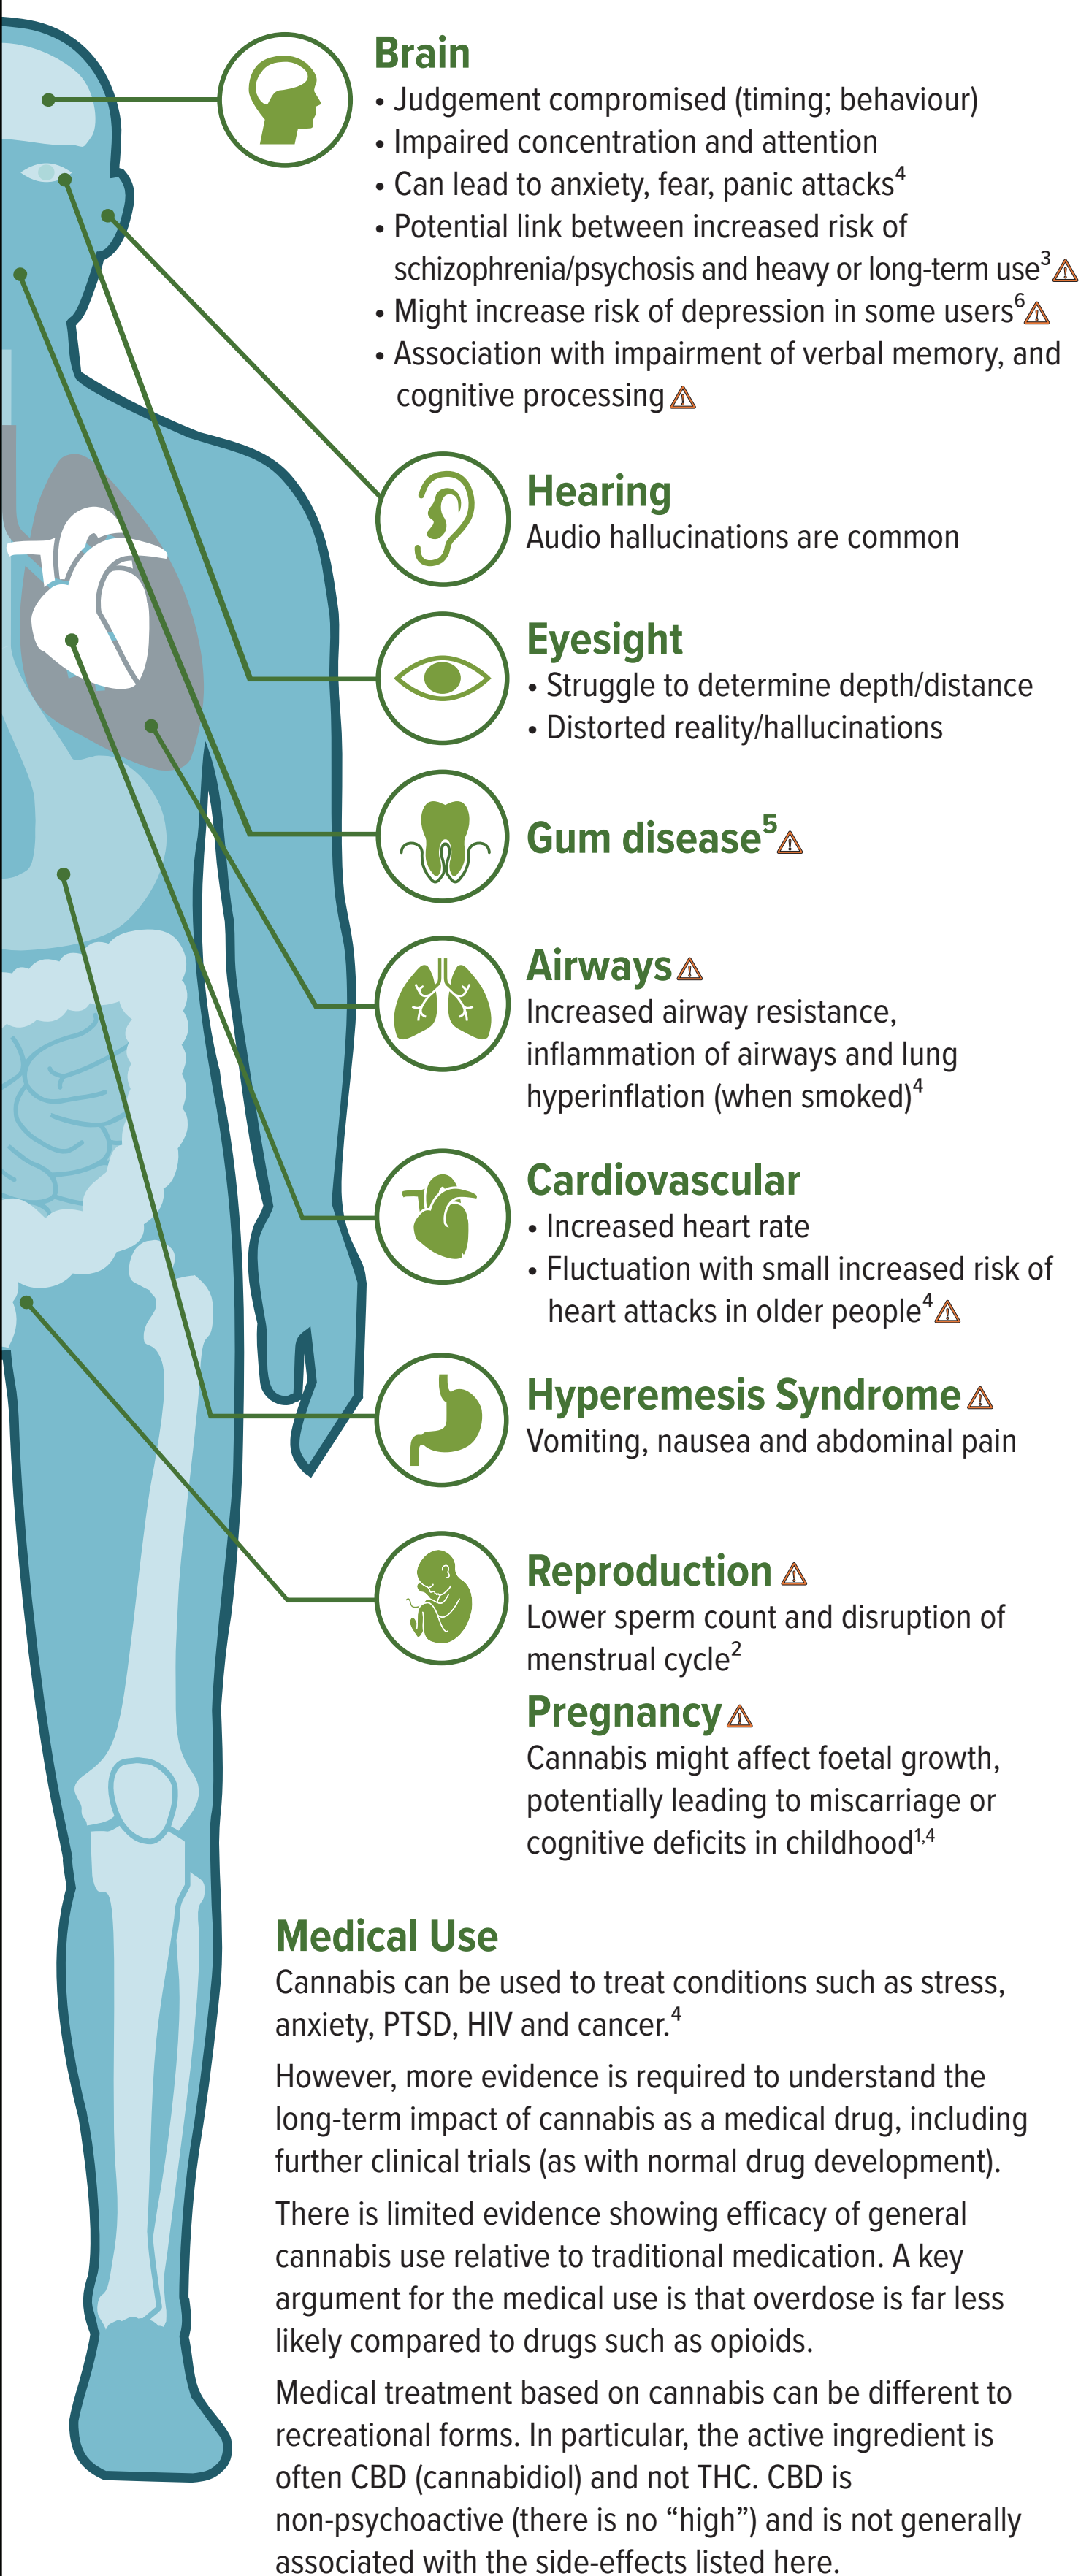 Brain
• Judgement compromised (timing; behaviour)
• Impaired concentration and attention
• Can lead to anxiety, fear, panic attacks⁴
• Potential link between increased risk of
schizophrenia/psychosis and heavy or long-term use³⚠
• Might increase risk of depression in some users⁶⚠
• Association with impairment of verbal memory, and
cognitive processing⚠
Hearing
Audio hallucinations are common
Eyesight
• Struggle to determine depth/distance
• Distorted reality/hallucinations
Gum disease⁵⚠
Airways⚠
Increased airway resistance,
inflammation of airways and lung
hyperinflation (when smoked)⁴
Cardiovascular
• Increased heart rate
• Fluctuation with small increased risk of
heart attacks in older people⁴⚠
Hyperemesis Syndrome⚠
Vomiting, nausea and abdominal pain
Reproduction⚠
Lower sperm count and disruption of
menstrual cycle²
Pregnancy⚠
Cannabis might affect foetal growth,
potentially leading to miscarriage or
cognitive deficits in childhood¹,⁴
Medical Use
Cannabis can be used to treat conditions such as stress,
anxiety, PTSD, HIV and cancer.⁴
However, more evidence is required to understand the
long-term impact of cannabis as a medical drug, including
further clinical trials (as with normal drug development).
There is limited evidence showing efficacy of general
cannabis use relative to traditional medication. A key
argument for the medical use is that overdose is far less
likely compared to drugs such as opioids.
Medical treatment based on cannabis can be different to
recreational forms. In particular, the active ingredient is
often CBD (cannabidiol) and not THC. CBD is
non-psychoactive (there is no “high”) and is not generally
associated with the side-effects listed here.